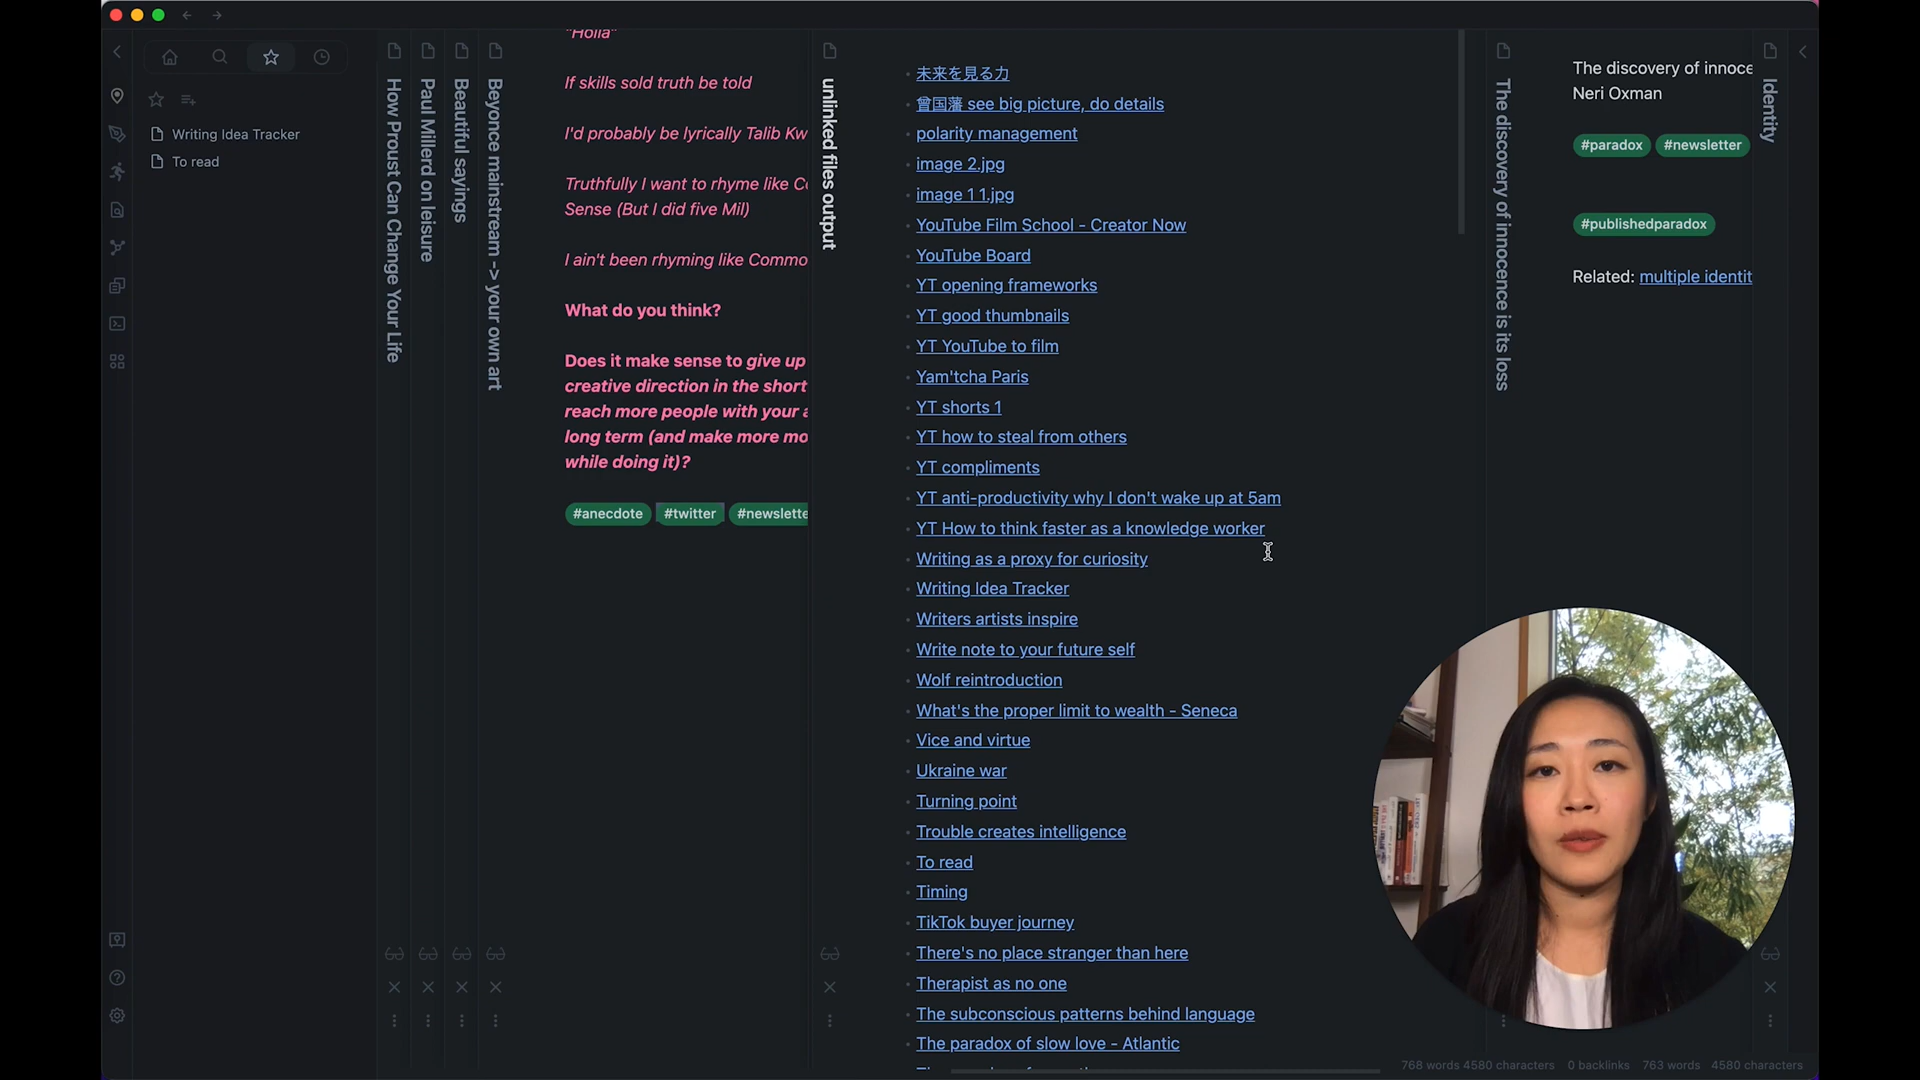 Writing Idea Tracker
To read
How Proust Can Change Your Life
Paul Millerd on leisure
Beautiful sayings
Beyonce mainstream -> your own art
"Holla"
If skills sold truth be told
I'd probably be lyrically Talib Kw
Truthfully I want to rhyme like
Sense (But I did five Mil)
I ain't been rhyming like Commo
What do you think?
Does it make sense to give up
creative direction in the short
reach more people with your
long term (and make more mo
while doing it)?
#anecdote #twitter #newslette
unlinked files output
未来を見る力
曾国藩 see big picture, do details
polarity management
image 2.jpg
image 1 1.jpg
YouTube Film School - Creator Now
YouTube Board
YT opening frameworks
YT good thumbnails
YT YouTube to film
Yam'tcha Paris
YT shorts 1
YT how to steal from others
YT compliments
YT anti-productivity why I don't wake up at 5am
YT How to think faster as a knowledge worker
Writing as a proxy for curiosity
Writing Idea Tracker
Writers artists inspire
Write note to your future self
Wolf reintroduction
What's the proper limit to wealth - Seneca
Vice and virtue
Ukraine war
Turning point
Trouble creates intelligence
To read
Timing
TikTok buyer journey
There's no place stranger than here
Therapist as no one
The subconscious patterns behind language
The paradox of slow love - Atlantic
The discovery of innocence is its loss
The discovery of innoce
Neri Oxman
#paradox #newsletter
#publishedparadox
Related: multiple identit
Identity
768 words 4580 characters 0 backlinks 763 words 4580 characters